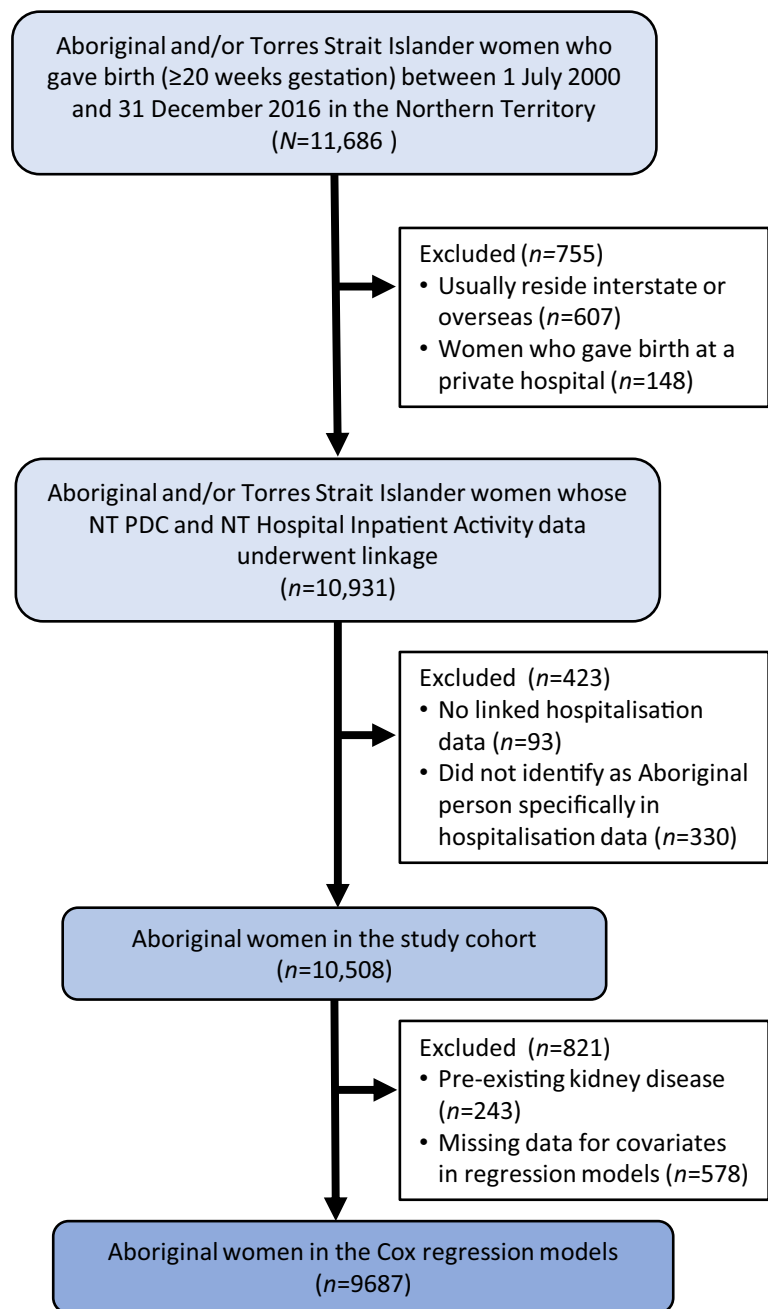 Aboriginal and/or Torres Strait Islander women who
gave birth (≥20 weeks gestation) between 1 July 2000
and 31 December 2016 in the Northern Territory
(N=11,686 )
Excluded (n=755)
• Usually reside interstate or
overseas (n=607)
• Women who gave birth at a
private hospital (n=148)
Aboriginal and/or Torres Strait Islander women whose
NT PDC and NT Hospital Inpatient Activity data
underwent linkage
(n=10,931)
Excluded (n=423)
• No linked hospitalisation
data (n=93)
• Did not identify as Aboriginal
person specifically in
hospitalisation data (n=330)
Aboriginal women in the study cohort
(n=10,508)
Excluded (n=821)
• Pre-existing kidney disease
(n=243)
• Missing data for covariates
in regression models (n=578)
Aboriginal women in the Cox regression models
(n=9687)